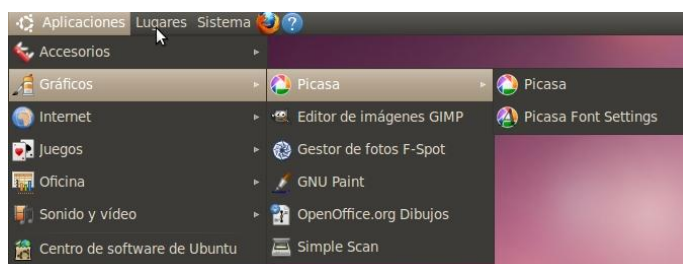 Aplicaciones Lugares Sistema
Accesorios
Gráficos
Internet
Juegos
Oficina
Sonido y vídeo
Centro de software de Ubuntu
Picasa
Editor de imágenes GIMP
Gestor de fotos F-Spot
GNU Paint
OpenOffice.org Dibujos
Simple Scan
Picasa
Picasa Font Settings